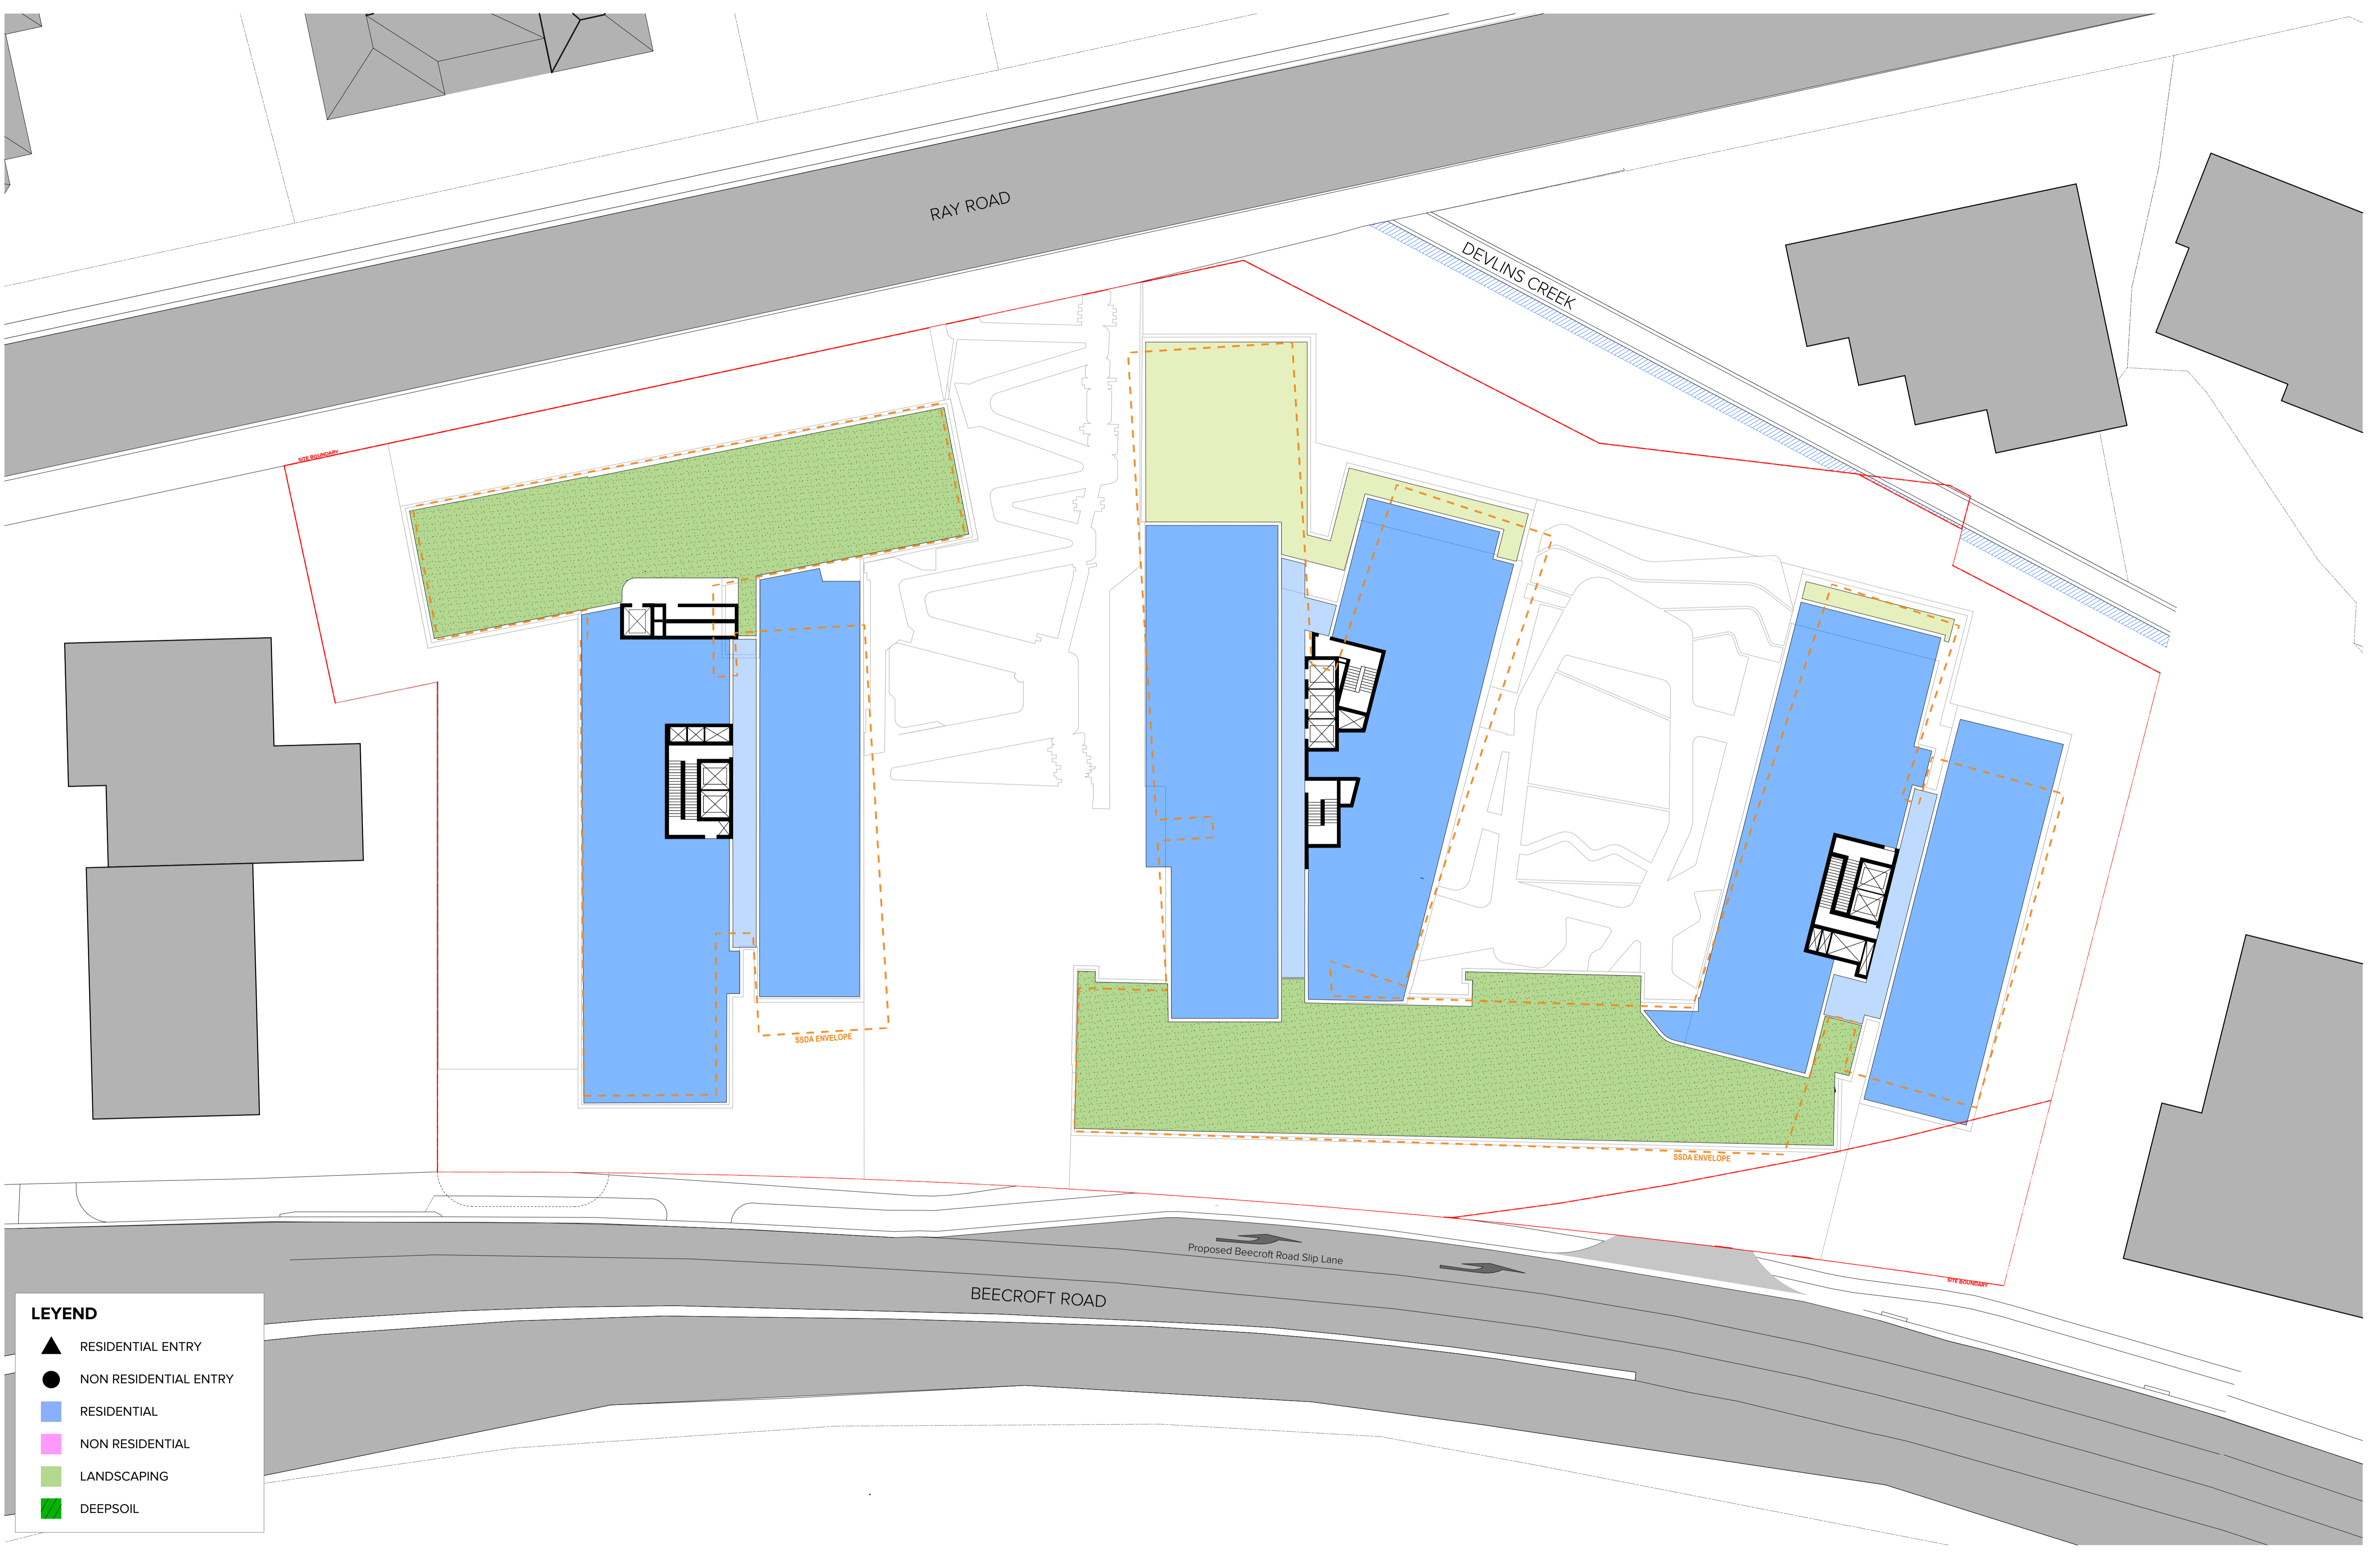 RAY ROAD
DEVLINS CREEK
SITE BOUNDARY
SSDA ENVELOPE
SSDA ENVELOPE
Proposed Beecroft Road Slip Lane
SITE BOUNDARY
BEECROFT ROAD
LEYEND
RESIDENTIAL ENTRY
NON RESIDENTIAL ENTRY
RESIDENTIAL
NON RESIDENTIAL
LANDSCAPING
DEEPSOIL